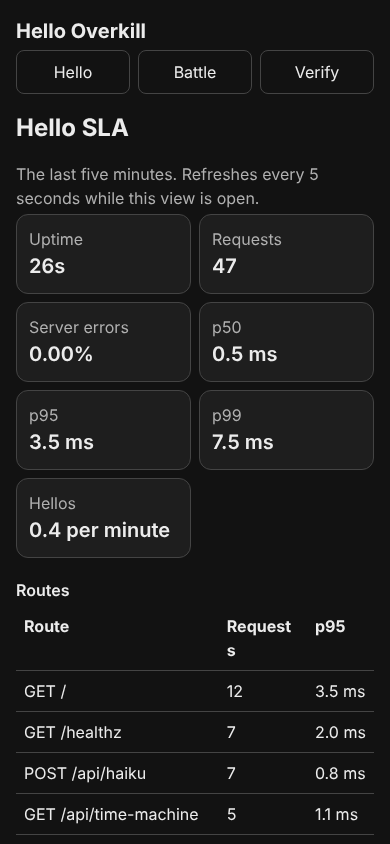 Hello Overkill
Hello
Battle
Verify
Hello SLA
The last five minutes. Refreshes every 5
seconds while this view is open.
Uptime
26s
Requests
47
Server errors
0.00%
p50
0.5 ms
p95
3.5 ms
p99
7.5 ms
Hellos
0.4 per minute
Routes
Route Request p95
s
GET / 12 3.5 ms
GET /healthz 7 2.0 ms
POST /api/haiku 7 0.8 ms
GET /api/time-machine 5 1.1 ms